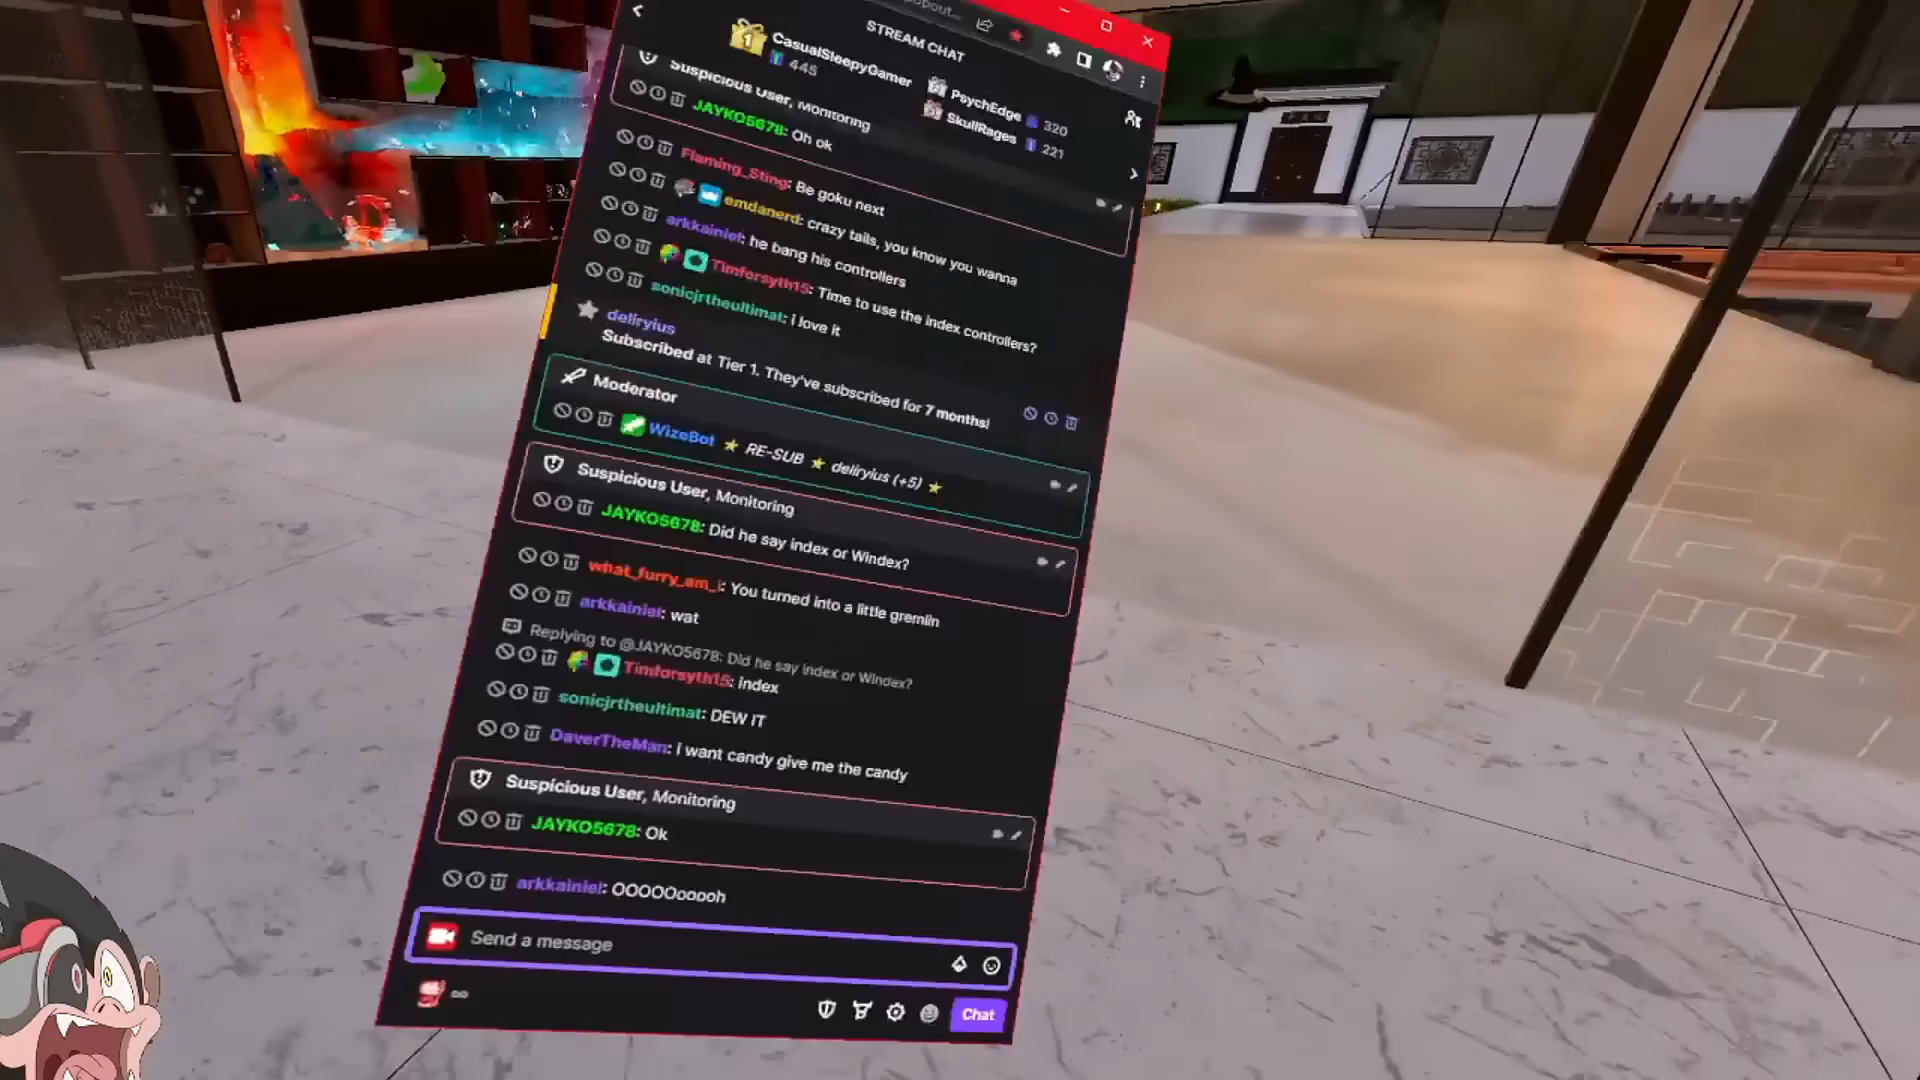 STREAM CHAT
CasualSleepyGamer
445
PsychEdge 320
SkullRages 221
Suspicious User, Monitoring
JAYKO5678: Oh ok
Flaming_Sting: Be goku next
emdanerd: crazy tails, you know you wanna
arkkainiel: he bang his controllers
Timforsyth15: Time to use the index controllers?
sonicjrtheultimat: i love it
deliryius
Subscribed at Tier 1. They've subscribed for 7 months!
Moderator
WizeBot ★ RE-SUB ★ deliryius (+5) ★
Suspicious User, Monitoring
JAYKO5678: Did he say index or Windex?
what_furry_am_i: You turned into a little gremlin
arkkainiel: wat
Replying to @JAYKO5678: Did he say index or Windex?
Timforsyth15: Index
sonicjrtheultimat: DEW IT
DaverTheMan: I want candy give me the candy
Suspicious User, Monitoring
JAYKO5678: Ok
arkkainiel: OOOOOooooh
Send a message
Chat